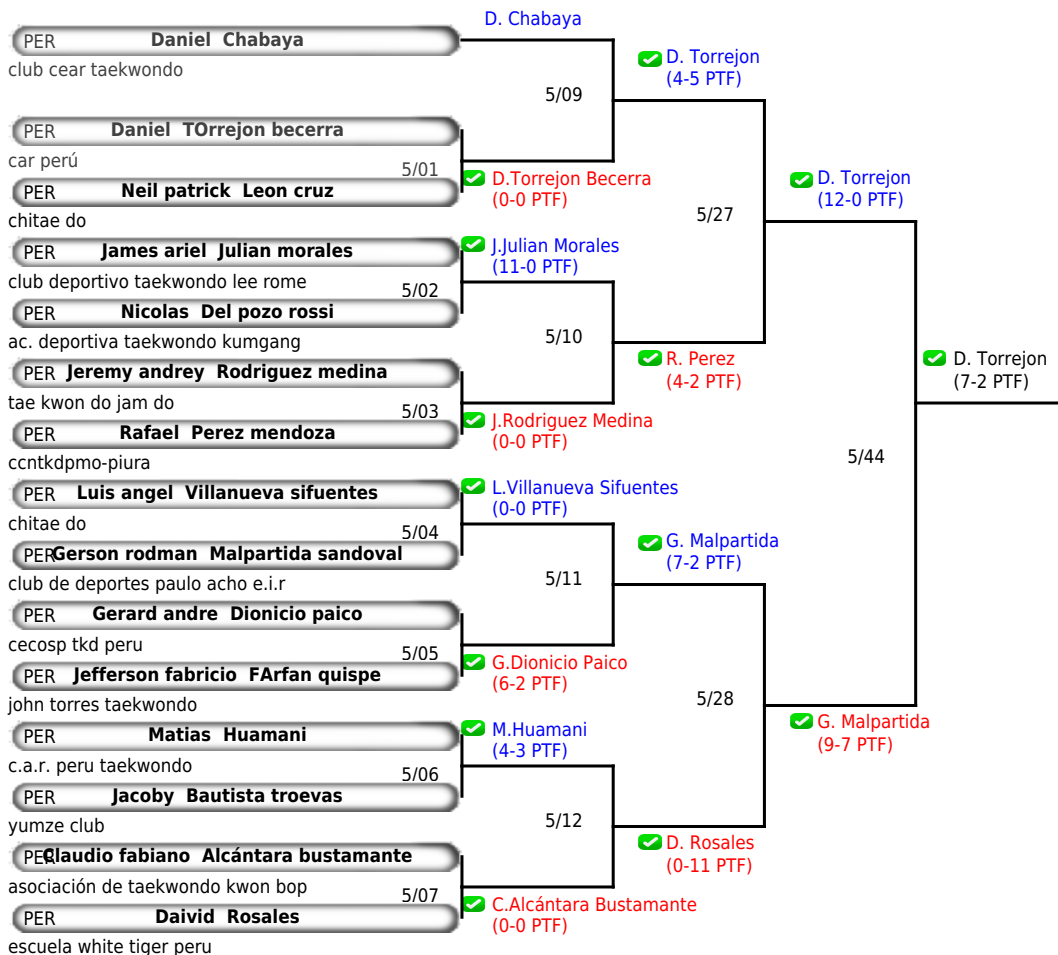 D. Chabaya
PER Daniel Chabaya
club cear taekwondo
D. Torrejon
(4-5 PTF)
5/09
PER Daniel TOrrejon becerra
car perú
5/01
D.Torrejon Becerra
(0-0 PTF)
PER Neil patrick Leon cruz
chitae do
D. Torrejon
(12-0 PTF)
5/27
PER James ariel Julian morales
J.Julian Morales
(11-0 PTF)
club deportivo taekwondo lee rome
5/02
PER Nicolas Del pozo rossi
ac. deportiva taekwondo kumgang
5/10
R. Perez
(4-2 PTF)
D. Torrejon
(7-2 PTF)
PER Jeremy andrey Rodriguez medina
tae kwon do jam do
5/03
J.Rodriguez Medina
(0-0 PTF)
PER Rafael Perez mendoza
ccntkdpmo-piura
5/44
PER Luis angel Villanueva sifuentes
L.Villanueva Sifuentes
(0-0 PTF)
chitae do
5/04
PER Gerson rodman Malpartida sandoval
club de deportes paulo acho e.i.r
G. Malpartida
(7-2 PTF)
5/11
PER Gerard andre Dionicio paico
cecosp tkd peru
5/05
G.Dionicio Paico
(6-2 PTF)
PER Jefferson fabricio FArfan quispe
john torres taekwondo
5/28
G. Malpartida
(9-7 PTF)
PER Matias Huamani
M.Huamani
(4-3 PTF)
c.a.r. peru taekwondo
5/06
PER Jacoby Bautista troevas
yumze club
5/12
D. Rosales
(0-11 PTF)
PER Claudio fabiano Alcántara bustamante
asociación de taekwondo kwon bop
5/07
C.Alcántara Bustamante
(0-0 PTF)
PER Daivid Rosales
escuela white tiger peru